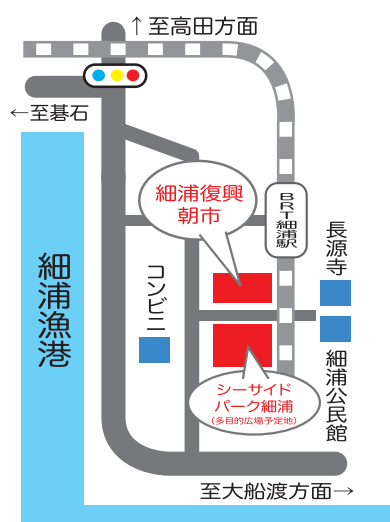 ↑至高田方面
←至碁石
細浦復興
朝市
BRT細浦駅
長源寺
細浦漁港
コンビニ
シーサイド
パーク細浦
(多目的広場予定地)
細浦公民館
至大船渡方面→